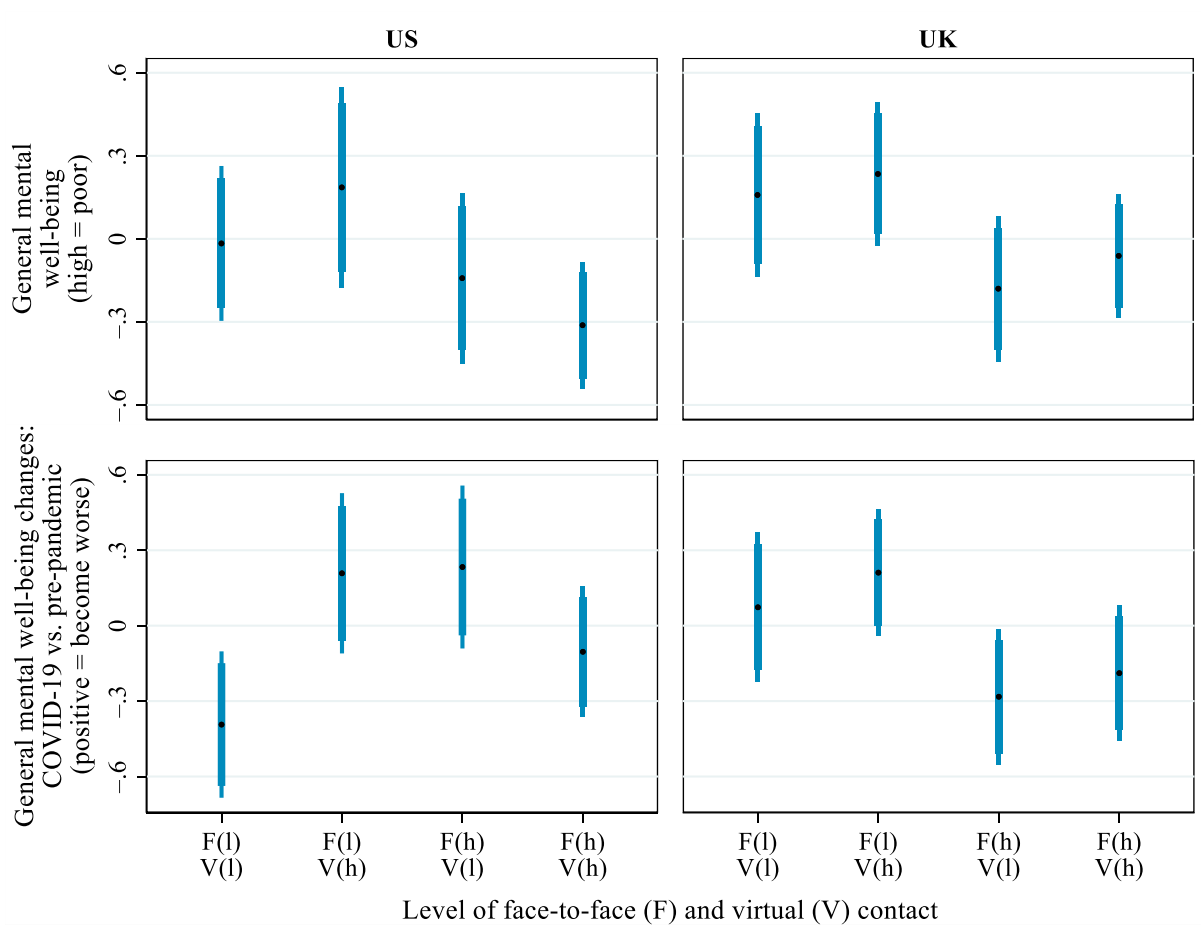 US
UK
General mental
well-being
(high = poor)
.6
.3
0
−.3
−.6
General mental well-being changes:
COVID-19 vs. pre-pandemic
(positive = become worse)
.6
.3
0
−.3
−.6
F(l) F(l) F(h) F(h)
V(l) V(h) V(l) V(h)
F(l) F(l) F(h) F(h)
V(l) V(h) V(l) V(h)
Level of face-to-face (F) and virtual (V) contact